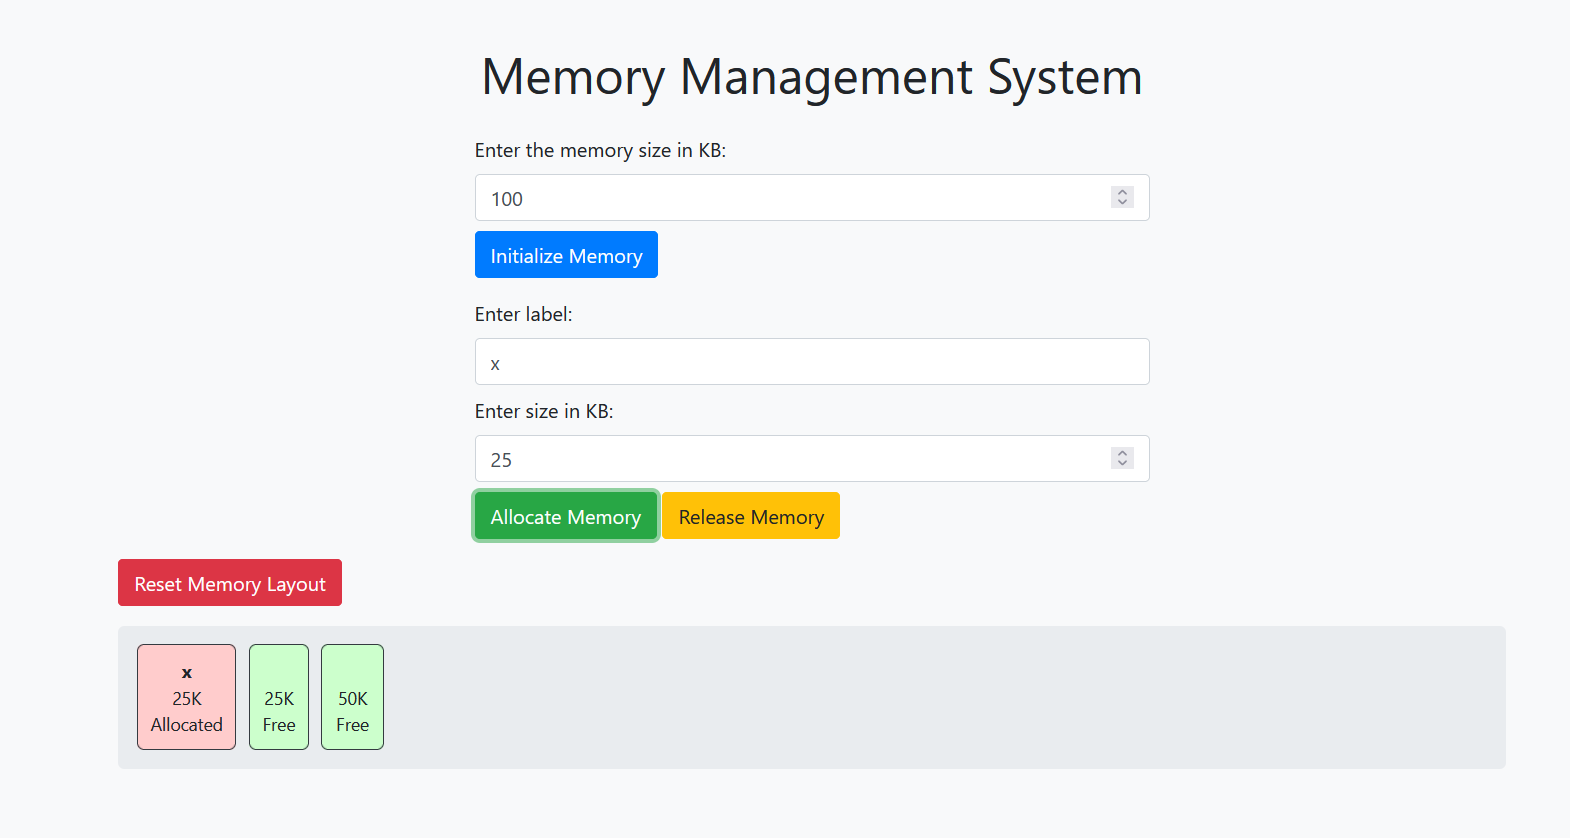 Memory Management System
Enter the memory size in KB:
100
Initialize Memory
Enter label:
x
Enter size in KB:
25
Allocate Memory Release Memory
Reset Memory Layout
x
25K
Allocated
25K
Free
50K
Free